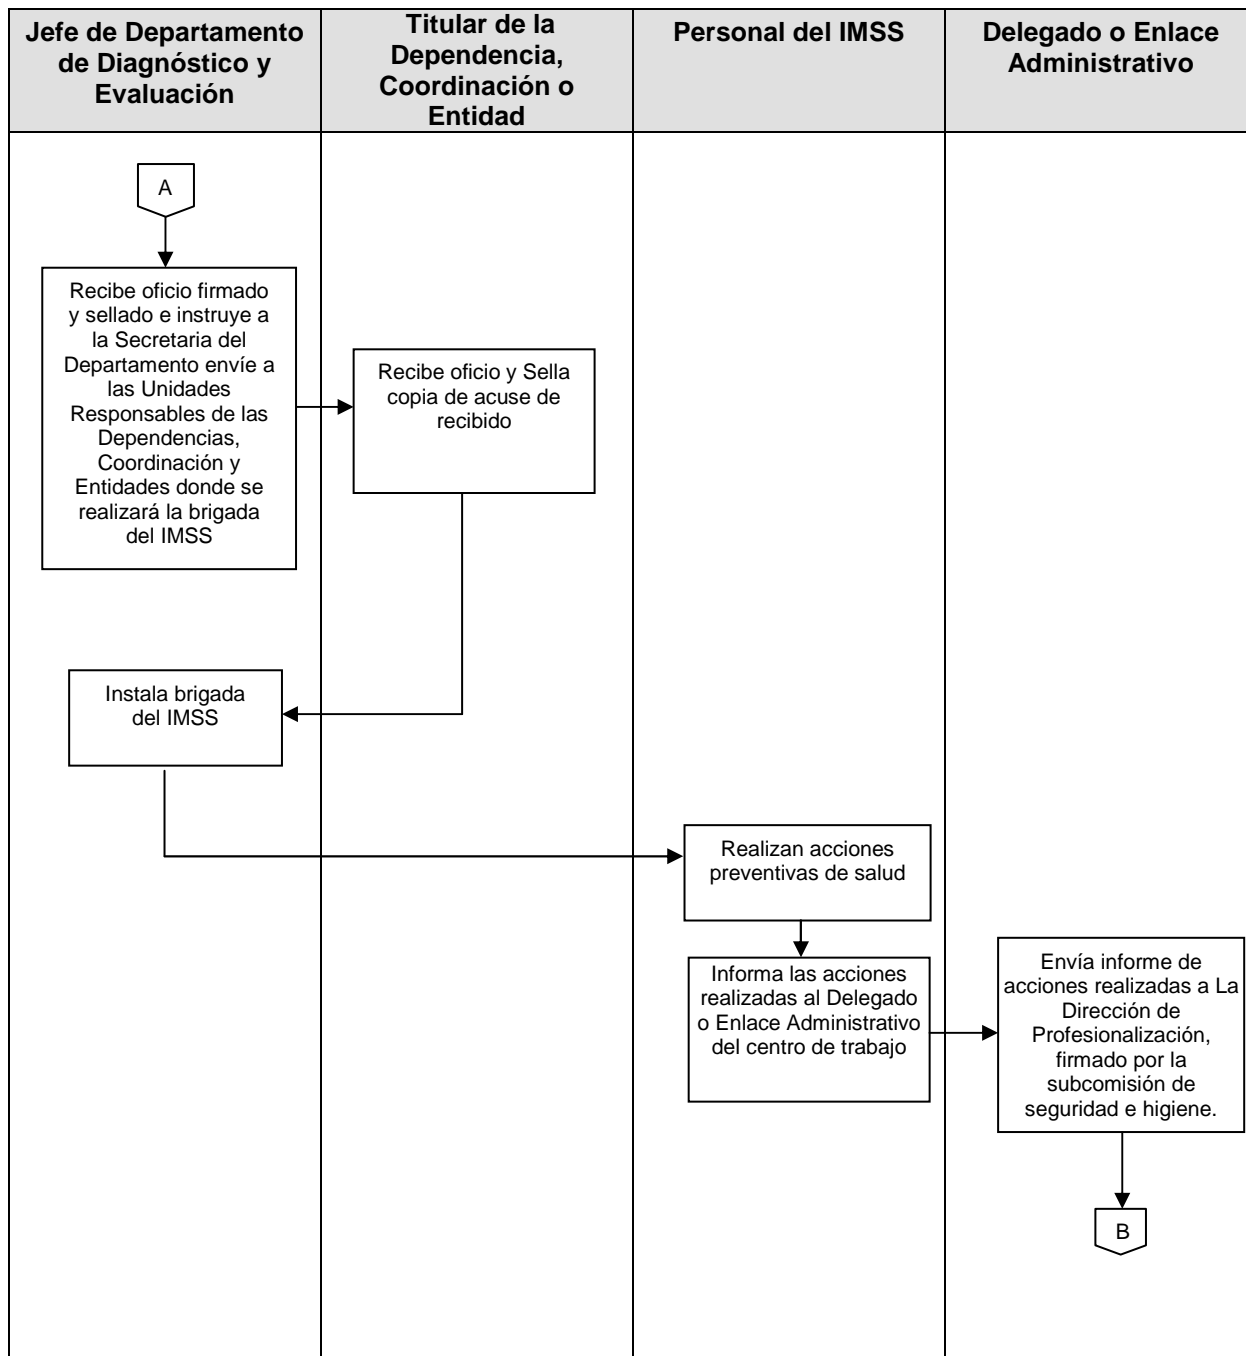 Jefe de Departamento
de Diagnóstico y
Evaluación
Titular de la
Dependencia,
Coordinación o
Entidad
Personal del IMSS
Delegado o Enlace
Administrativo
A
Recibe oficio firmado
y sellado e instruye a
la Secretaria del
Departamento envíe a
las Unidades
Responsables de las
Dependencias,
Coordinación y
Entidades donde se
realizará la brigada
del IMSS
Recibe oficio y Sella
copia de acuse de
recibido
Instala brigada
del IMSS
Realizan acciones
preventivas de salud
Informa las acciones
realizadas al Delegado
o Enlace Administrativo
del centro de trabajo
Envía informe de
acciones realizadas a La
Dirección de
Profesionalización,
firmado por la
subcomisión de
seguridad e higiene.
B